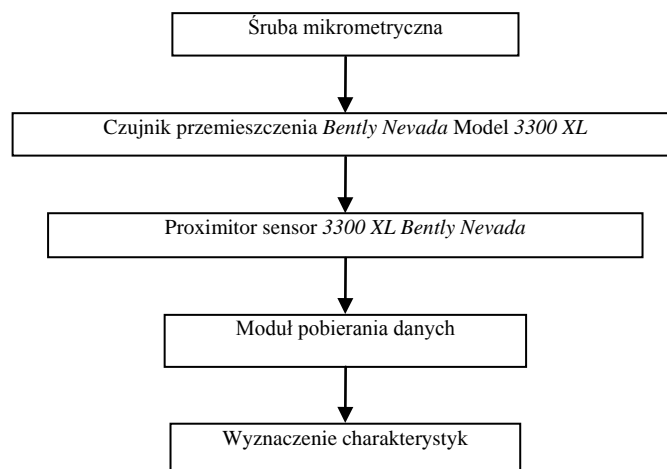 Śruba mikrometryczna
Czujnik przemieszczenia Bently Nevada Model 3300 XL
Proximitor sensor 3300 XL Bently Nevada
Moduł pobierania danych
Wyznaczenie charakterystyk